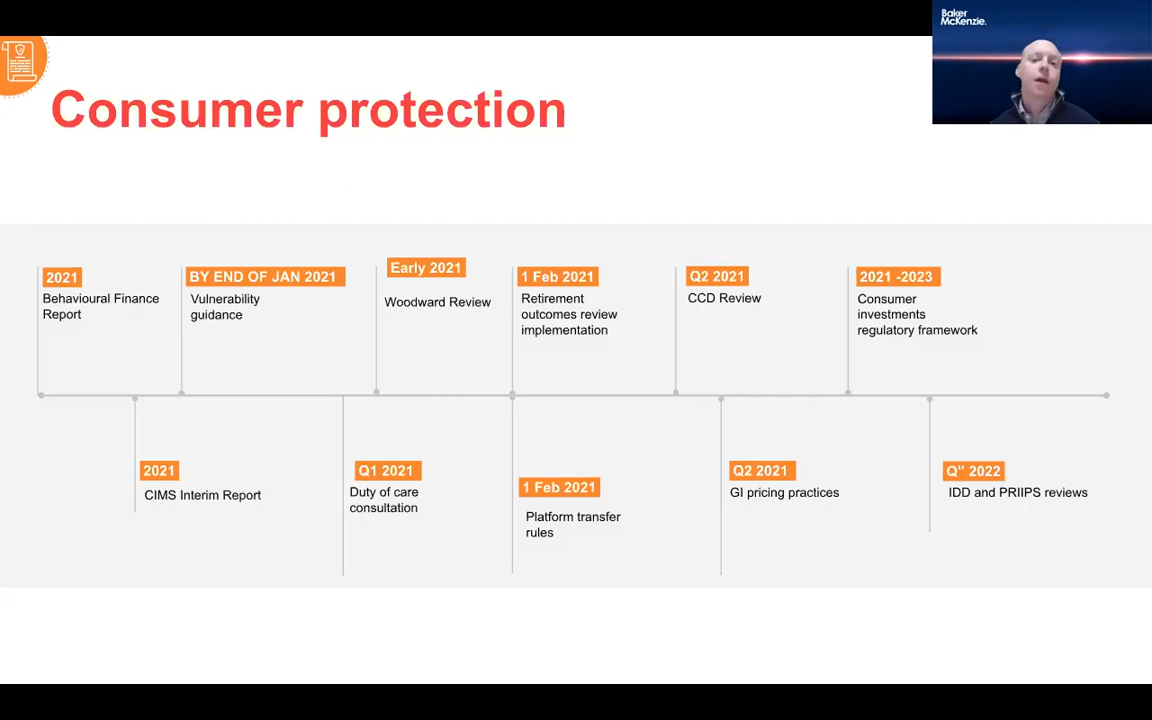 Baker
McKenzie.
Consumer protection
2021
Behavioural Finance
Report
BY END OF JAN 2021
Vulnerability
guidance
Early 2021
Woodward Review
1 Feb 2021
Retirement
outcomes review
implementation
Q2 2021
CCD Review
2021 -2023
Consumer
investments
regulatory framework
2021
CIMS Interim Report
Q1 2021
Duty of care
consultation
1 Feb 2021
Platform transfer
rules
Q2 2021
GI pricing practices
Q" 2022
IDD and PRIIPS reviews